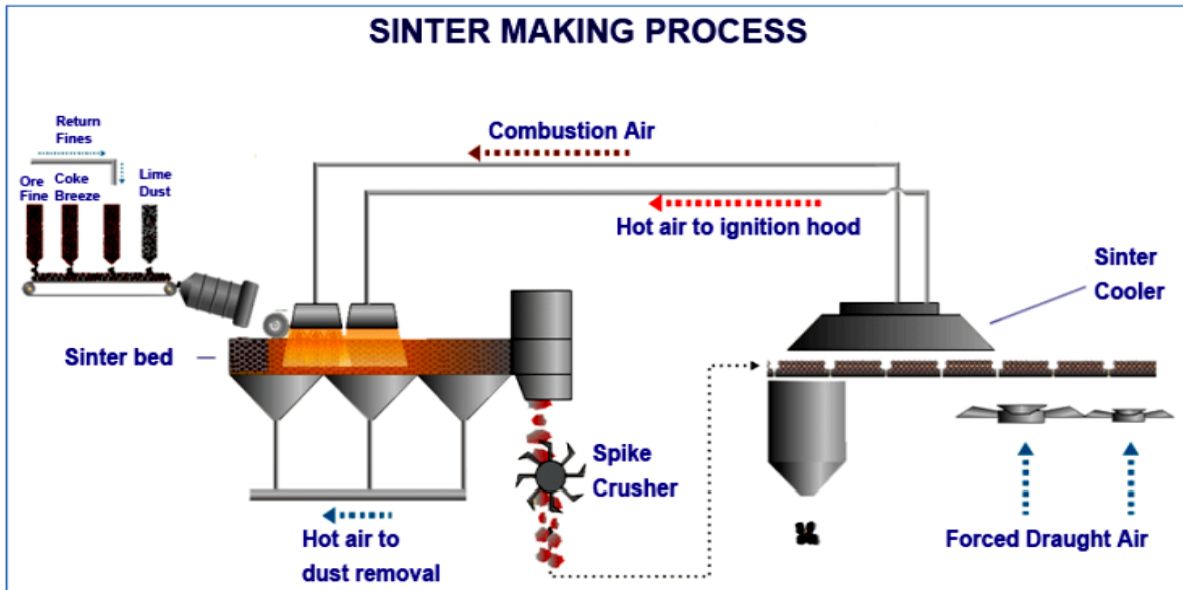 SINTER MAKING PROCESS
Return
Fines
Combustion Air
Ore
Fine
Coke
Breeze
Lime
Dust
Hot air to ignition hood
Sinter
Cooler
Sinter bed
Spike
Crusher
Hot air to
dust removal
Forced Draught Air